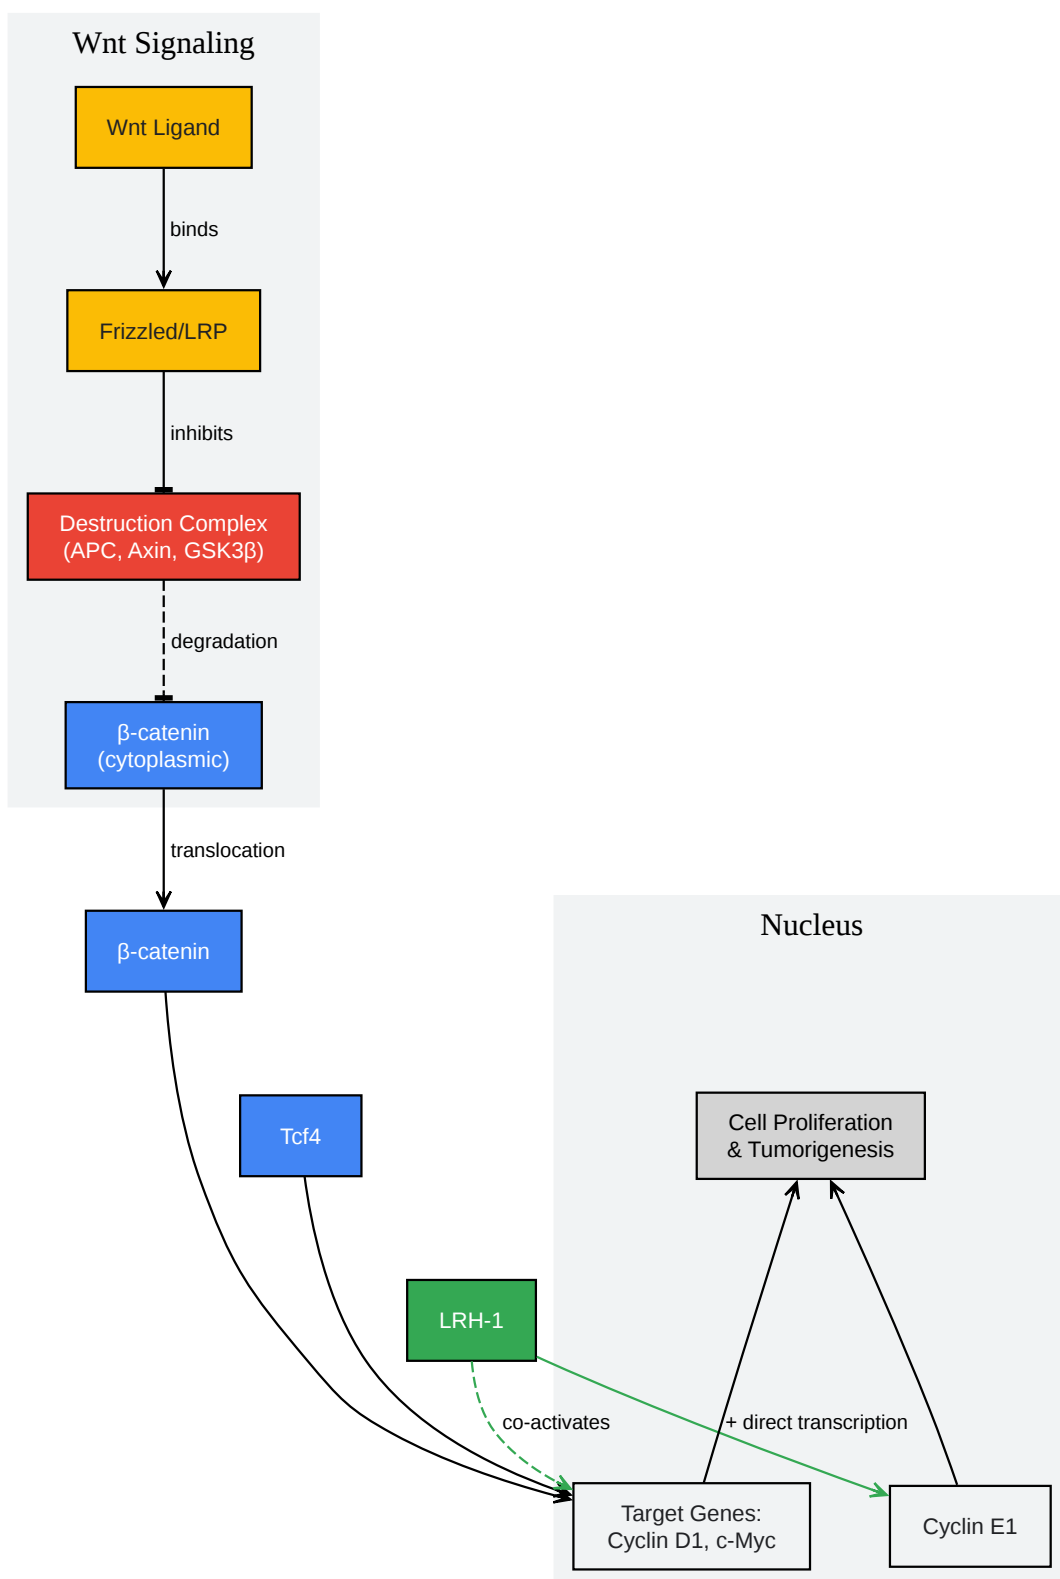 Wnt Signaling
Wnt Ligand
binds
Frizzled/LRP
inhibits
Destruction Complex
(APC, Axin, GSK3β)
degradation
β-catenin
(cytoplasmic)
translocation
β-catenin
Nucleus
Tcf4
Cell Proliferation
& Tumorigenesis
LRH-1
co-activates
+ direct transcription
Target Genes:
Cyclin D1, c-Myc
Cyclin E1